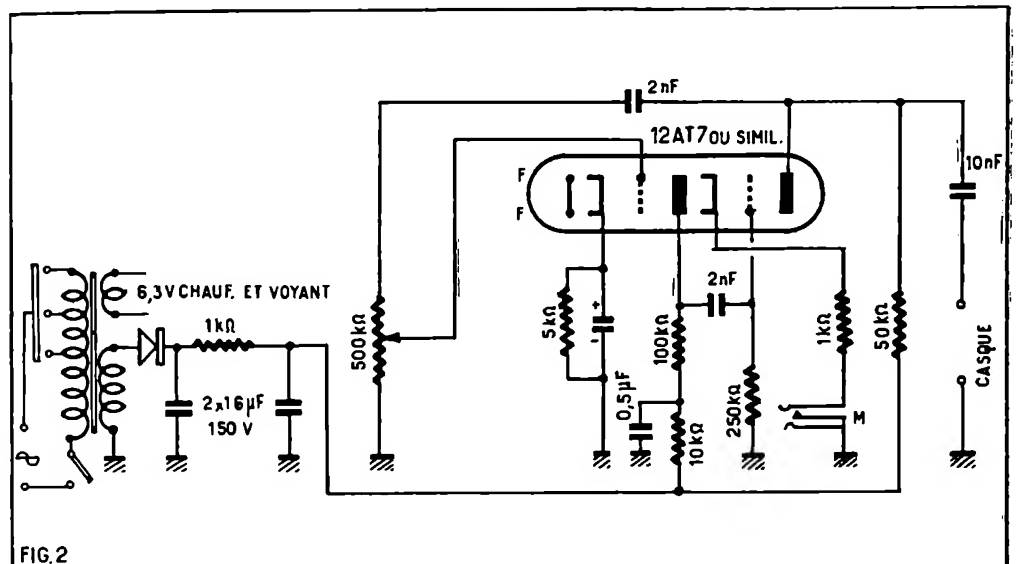 2nF
12AT7 OU SIMIL.
10nF
F
F
6,3V CHAUF. ET VOYANT
1kΩ
2x16µF
150 V
500kΩ
5kΩ
+
-
2nF
100kΩ
0,5µF
10kΩ
250kΩ
1kΩ
50kΩ
M
CASQUE
FIG.2